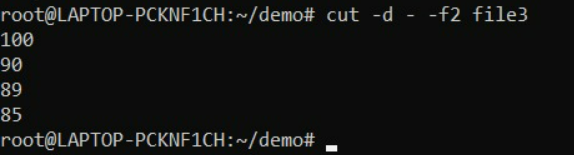 root@LAPTOP-PCKNF1CH:~/demo# cut -d - -f2 file3
100
90
89
85
root@LAPTOP-PCKNF1CH:~/demo#